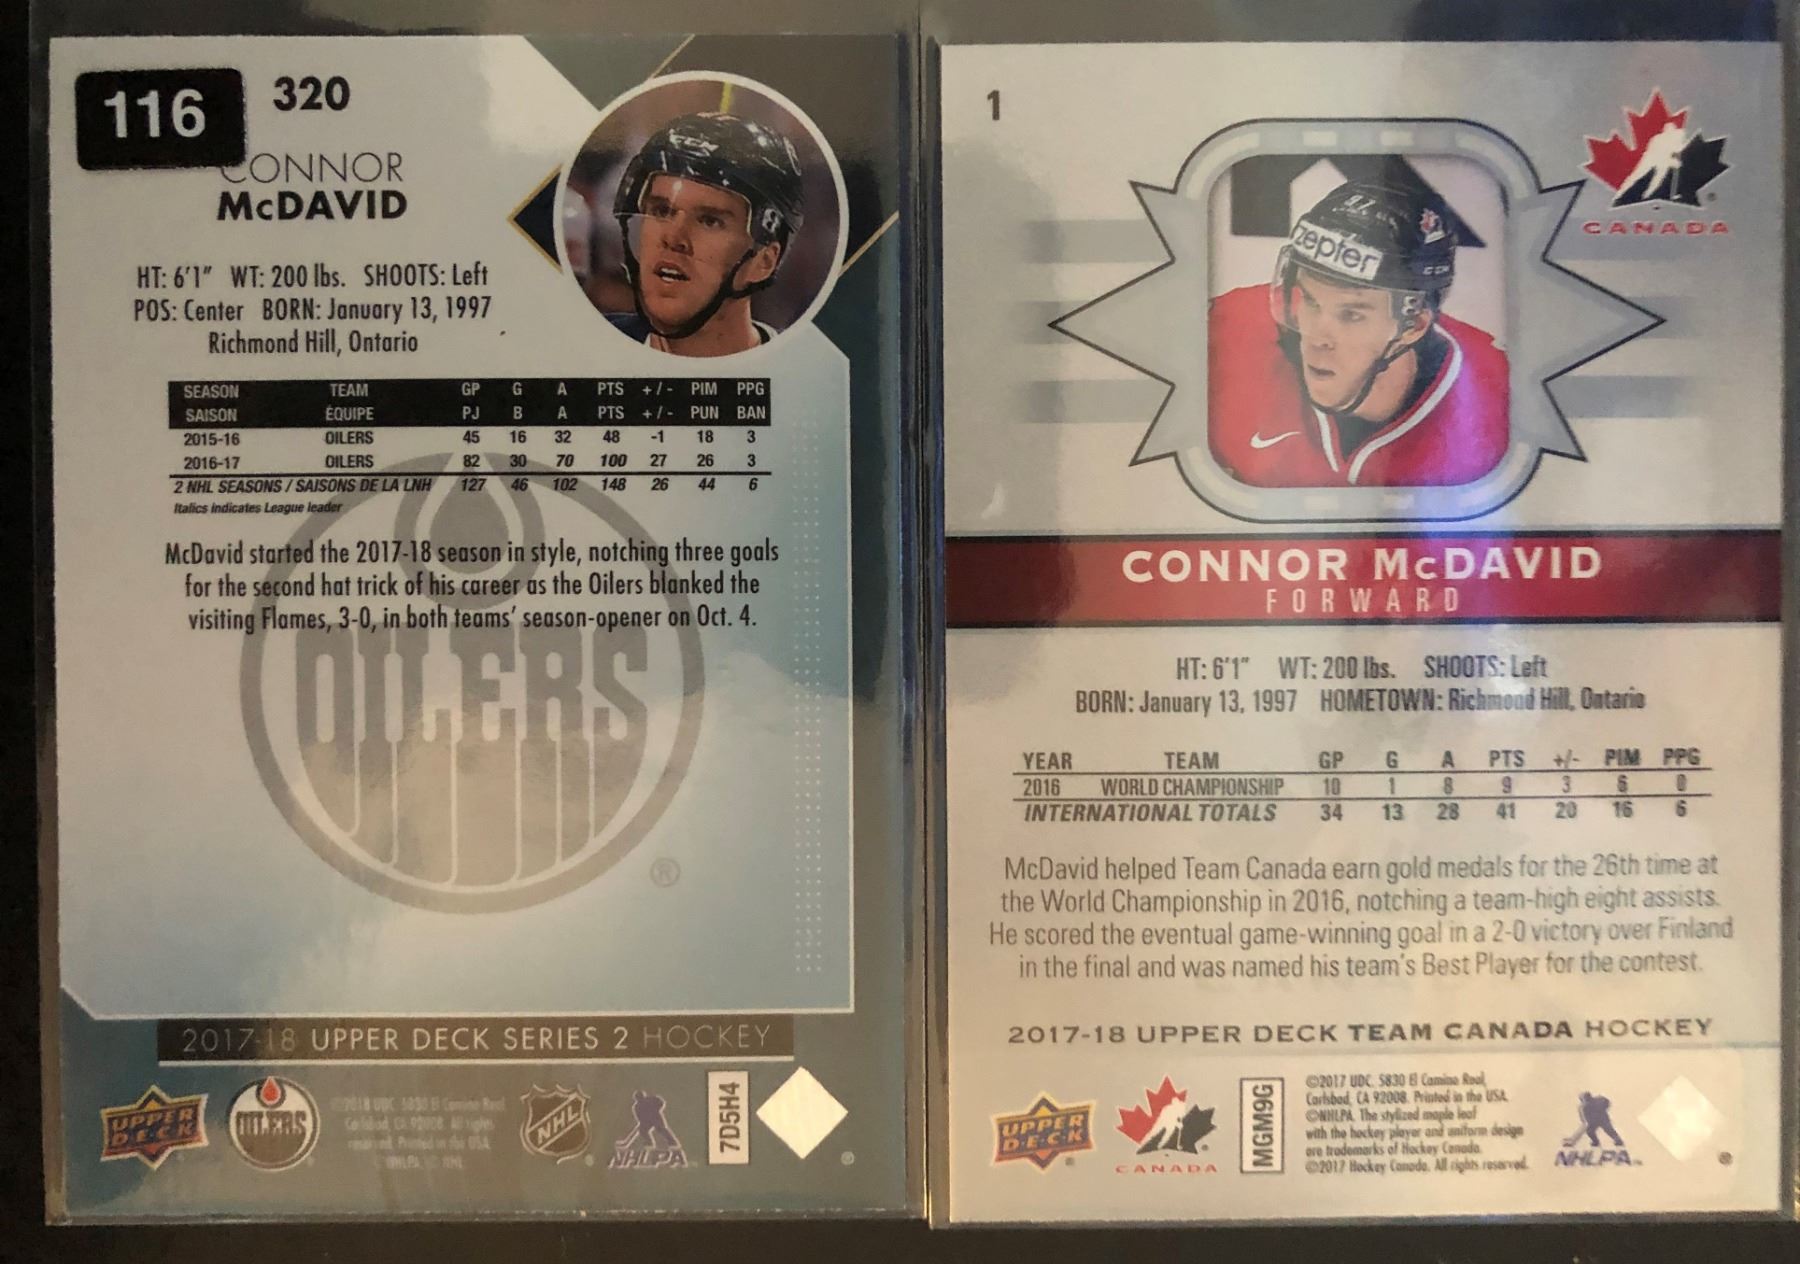 116
320
CONNOR
McDAVID
HT: 6'1" WT: 200 lbs. SHOOTS: Left
POS: Center BORN: January 13, 1997
Richmond Hill, Ontario
SEASON TEAM GP G A PTS +/- PIM PPG
SAISON ÉQUIPE PJ B A PTS +/- PUN BAN
2015-16 OILERS 45 16 32 48 -1 18 3
2016-17 OILERS 82 30 70 100 27 26 3
2 NHL SEASONS / SAISONS DE LA LNH 127 46 102 148 26 44 6
Italics indicates League leader
McDavid started the 2017-18 season in style, notching three goals
for the second hat trick of his career as the Oilers blanked the
visiting Flames, 3-0, in both teams' season-opener on Oct. 4.
OILERS
®
2017-18 UPPER DECK SERIES 2 HOCKEY
UPPER
DECK
OILERS
NHL
NHLPA
7D5H4
1
CANADA
zepter
CCM
CONNOR McDAVID
FORWARD
HT: 6'1" WT: 200 lbs. SHOOTS: Left
BORN: January 13, 1997 HOMETOWN: Richmond Hill, Ontario
YEAR TEAM GP G A PTS +/- PIM PPG
2016 WORLD CHAMPIONSHIP 10 1 8 9 3 6 0
INTERNATIONAL TOTALS 34 13 28 41 20 16 6
McDavid helped Team Canada earn gold medals for the 26th time at
the World Championship in 2016, notching a team-high eight assists.
He scored the eventual game-winning goal in a 2-0 victory over Finland
in the final and was named his team's Best Player for the contest.
2017-18 UPPER DECK TEAM CANADA HOCKEY
UPPER
DECK
CANADA
MGM9G
©2017 UDC, 5830 El Camino Real,
Carlsbad, CA 92008. Printed in the USA.
©NHLPA. The stylized maple leaf
with the hockey player and uniform design
are trademarks of Hockey Canada.
©2017 Hockey Canada. All rights reserved.
NHLPA